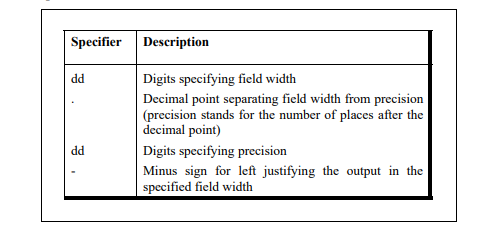 Specifier Description
dd Digits specifying field width
. Decimal point separating field width from precision
(precision stands for the number of places after the
decimal point)
dd Digits specifying precision
- Minus sign for left justifying the output in the
specified field width